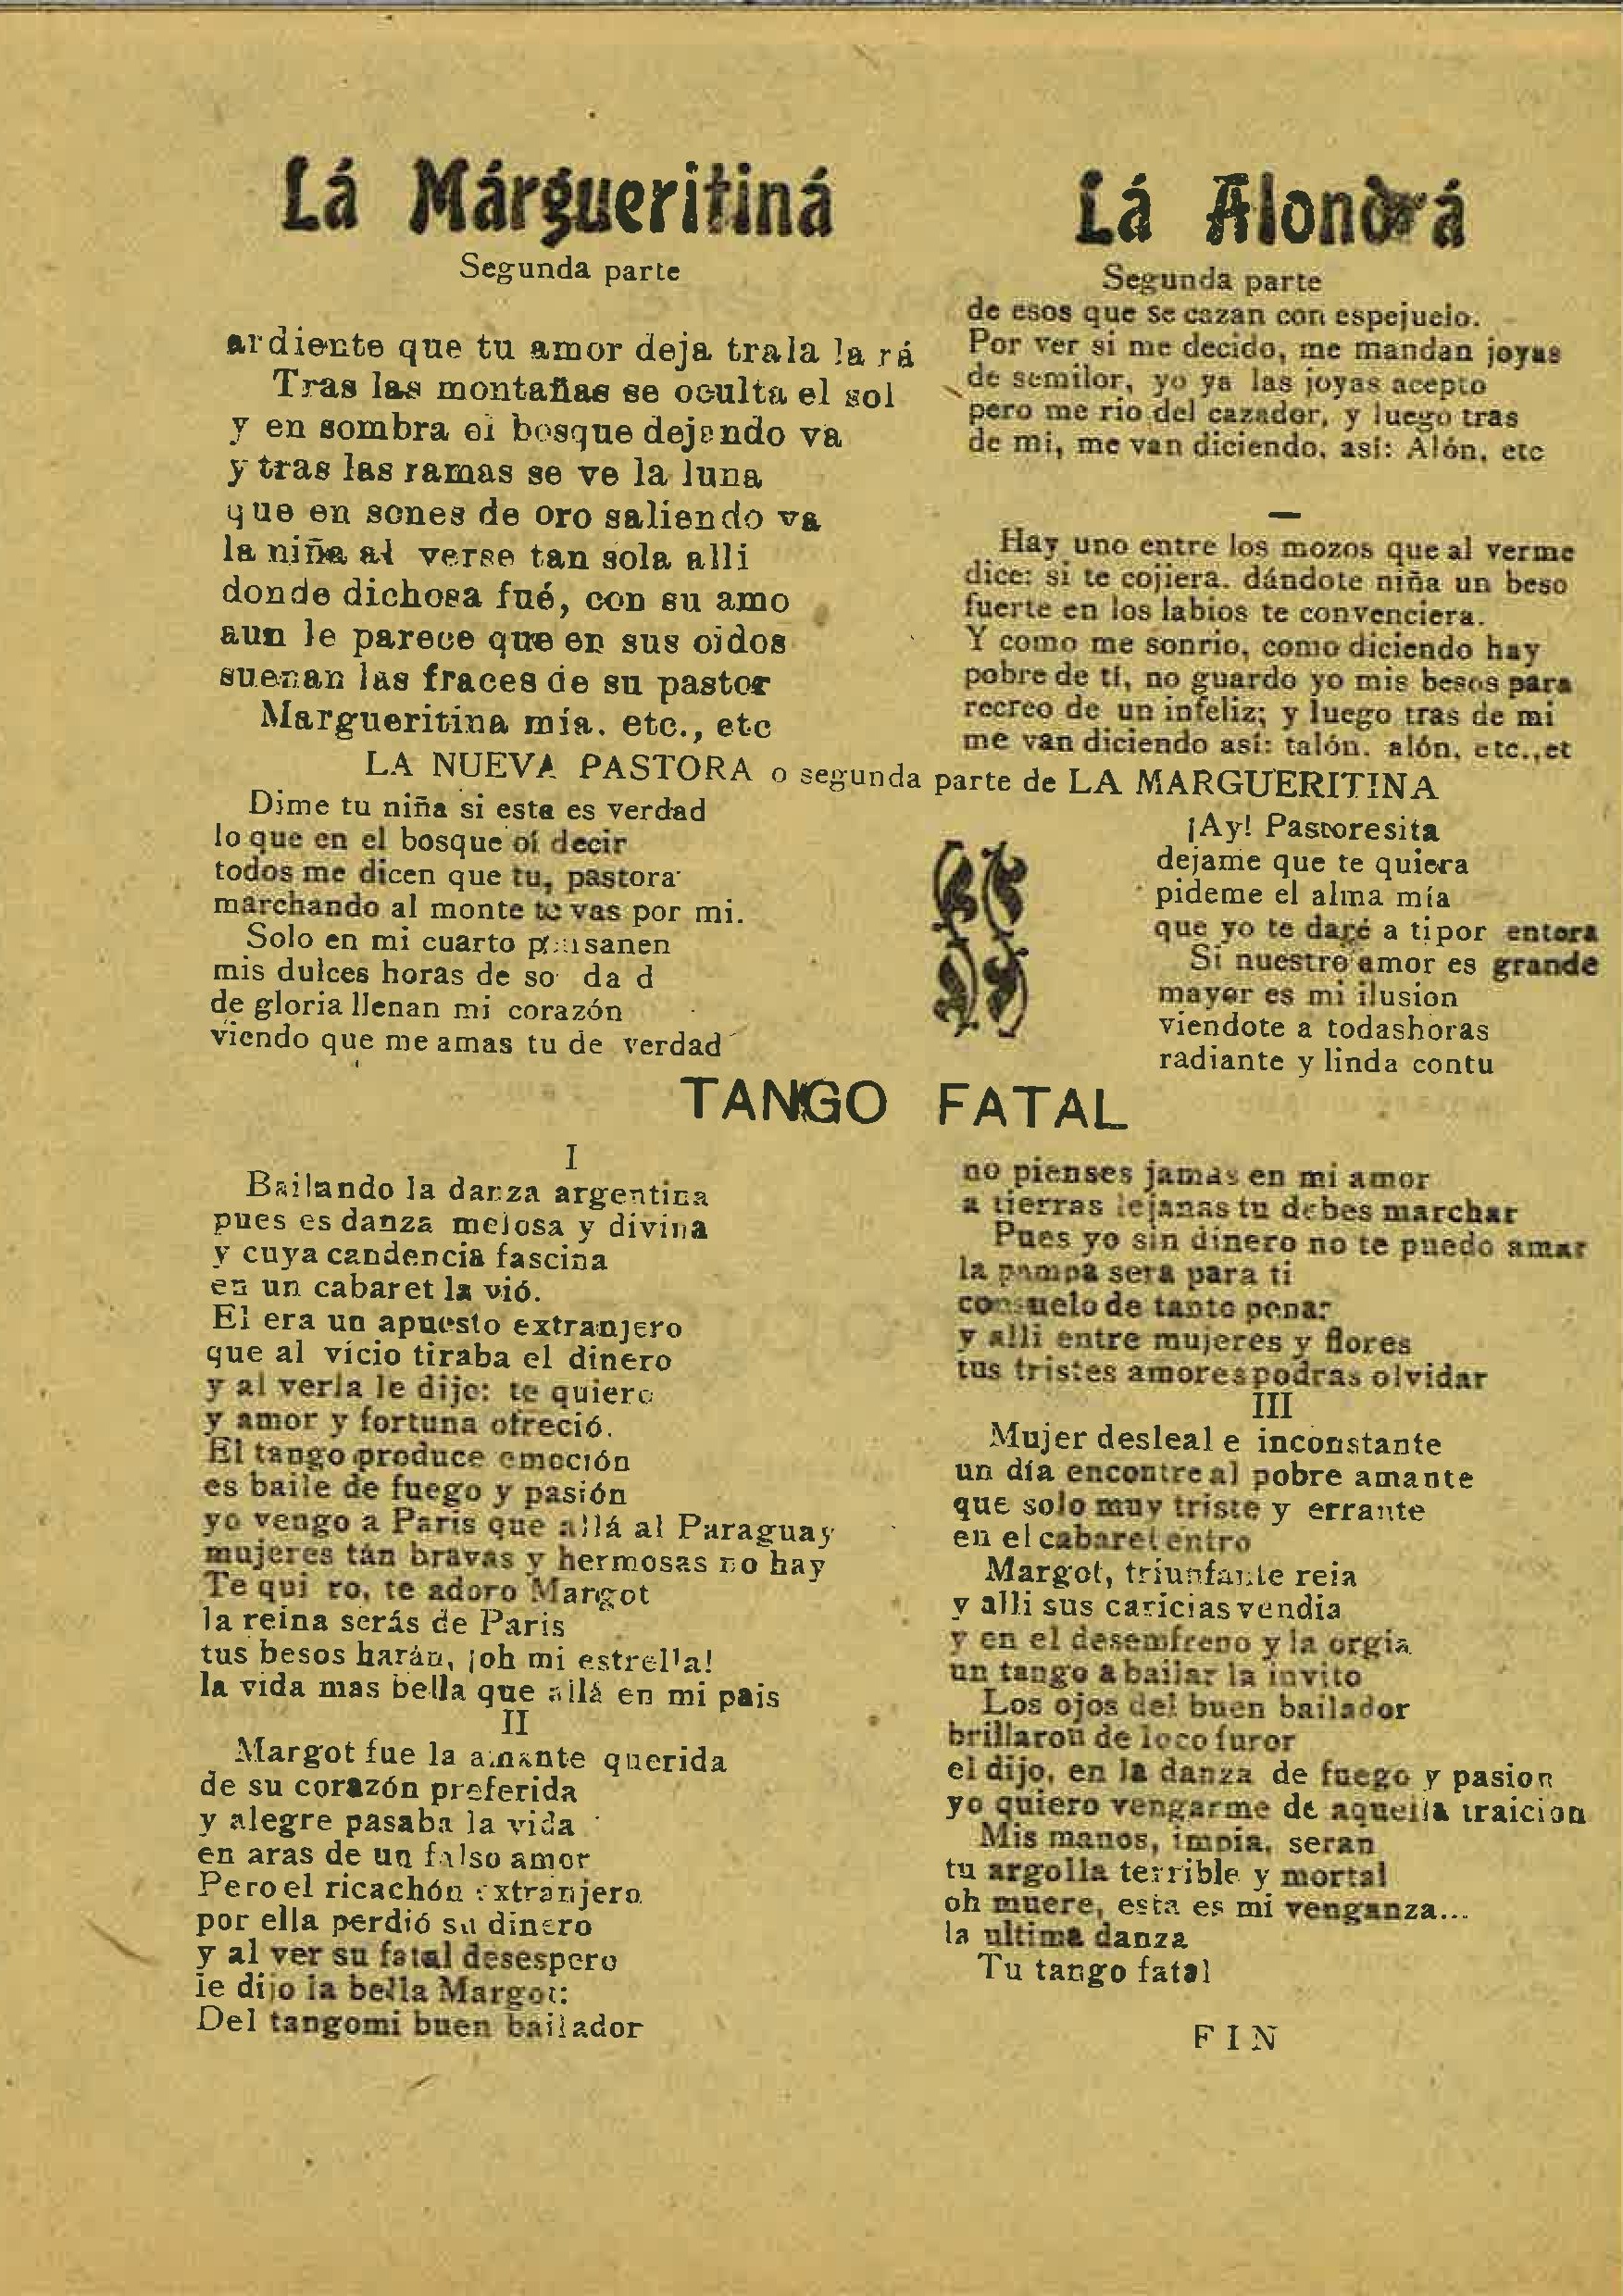 Lá Márgueritiná
Segunda parte
ardiente que tu amor deja trala la rá
Tras las montañas se oculta el sol
y en sombra el bosque dejando va
y tras las ramas se ve la luna
que en sones de oro saliendo va
la niña al verse tan sola alli
donde dichosa fué, con su amo
aun le parece que en sus oidos
suenan las fraces de su pastor
Margueritina mía. etc., etc
Lá Alondrá
Segunda parte
de esos que se cazan con espejuelo.
Por ver si me decido, me mandan joyas
de semilor, yo ya las joyas acepto
pero me rio del cazador, y luego tras
de mi, me van diciendo, así: Alón, etc
Hay uno entre los mozos que al verme
dice: si te cojiera. dándote niña un beso
fuerte en los labios te convenciera.
Y como me sonrio, como diciendo hay
pobre de tí, no guardo yo mis besos para
recreo de un infeliz; y luego tras de mi
me van diciendo así: talón. alón, etc.,et
LA NUEVA PASTORA o segunda parte de LA MARGUERITINA
Dime tu niña si esta es verdad
lo que en el bosque oí decir
todos me dicen que tu, pastora
marchando al monte te vas por mi.
Solo en mi cuarto
mis dulces horas de so da d
de gloria llenan mi corazón
viendo que me amas tu de verdad
¡Ay! Pastoresita
dejame que te quiera
pideme el alma mía
que yo te daré a tipor entera
Si nuestro amor es grande
mayor es mi ilusion
viendote a todashoras
radiante y linda contu
TANGO FATAL
I
Bailando la danza argentina
pues es danza melosa y divina
y cuya candencia fascina
en un cabaret la vió.
El era un apuesto extranjero
que al vicio tiraba el dinero
y al verla le dijo: te quiero
y amor y fortuna ofreció.
El tango produce emoción
es baile de fuego y pasión
yo vengo a Paris que allá al Paraguay
mujeres tán bravas y hermosas no hay
Te qui ro, te adoro Margot
la reina serás de Paris
tus besos harán, ¡oh mi estrella!
la vida mas bella que allá en mi pais
II
Margot fue la amante querida
de su corazón preferida
y alegre pasaba la vida
en aras de un falso amor
Pero el ricachón extranjero
por ella perdió su dinero
y al ver su fatal desespero
le dijo la bella Margot:
Del tangomi buen bailador
no pienses jamas en mi amor
a tierras lejanas tu debes marchar
Pues yo sin dinero no te puedo amar
la pampa sera para ti
consuelo de tanto penar
y alli entre mujeres y flores
tus tristes amorespodras olvidar
III
Mujer desleal e inconstante
un día encontre al pobre amante
que solo muy triste y errante
en el cabaret entro
Margot, triunfante reia
y alli sus caricias vendia
y en el desemfreno y la orgia
un tango a bailar la invito
Los ojos del buen bailador
brillaron de loco furor
el dijo, en la danza de fuego y pasion
yo quiero vengarme de aquella traicion
Mis manos, impia, seran
tu argolla terrible y mortal
oh muere, esta es mi venganza...
la ultima danza
Tu tango fatal
FIN